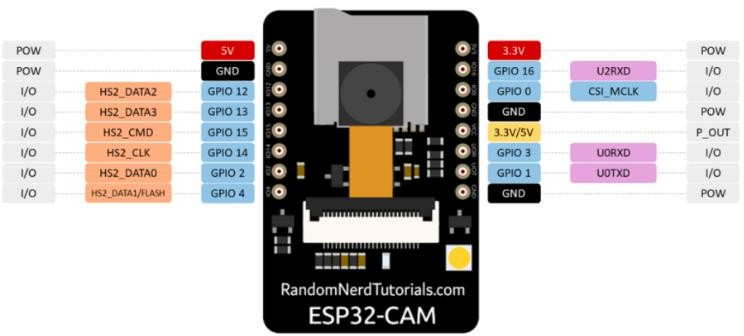 POW 5V 3.3V POW
POW GND GPIO 16 U2RXD I/O
I/O HS2_DATA2 GPIO 12 GPIO 0 CSI_MCLK I/O
I/O HS2_DATA3 GPIO 13 GND POW
I/O HS2_CMD GPIO 15 3.3V/5V P_OUT
I/O HS2_CLK GPIO 14 GPIO 3 U0RXD I/O
I/O HS2_DATA0 GPIO 2 GPIO 1 U0TXD I/O
I/O HS2_DATA1/FLASH GPIO 4 GND POW
RandomNerdTutorials.com
ESP32-CAM